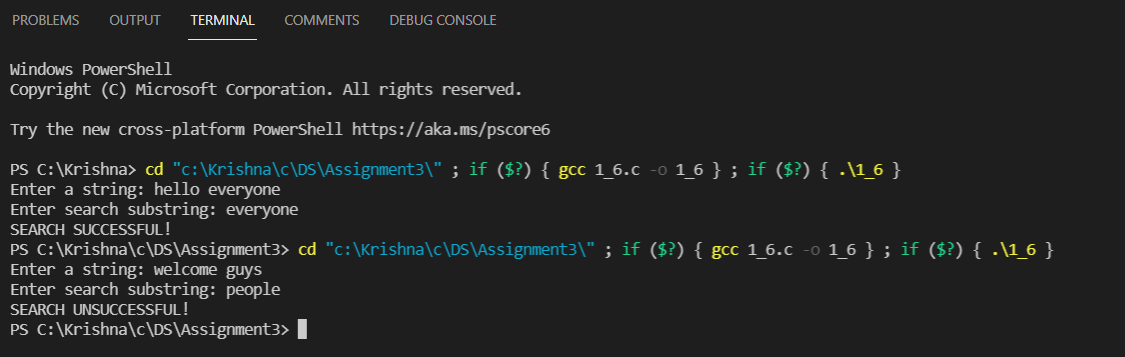 PROBLEMS OUTPUT TERMINAL COMMENTS DEBUG CONSOLE
Windows PowerShell
Copyright (C) Microsoft Corporation. All rights reserved.
Try the new cross-platform PowerShell https://aka.ms/pscore6
PS C:\Krishna> cd "c:\Krishna\c\DS\Assignment3\" ; if ($?) { gcc 1_6.c -o 1_6 } ; if ($?) { .\1_6 }
Enter a string: hello everyone
Enter search substring: everyone
SEARCH SUCCESSFUL!
PS C:\Krishna\c\DS\Assignment3> cd "c:\Krishna\c\DS\Assignment3\" ; if ($?) { gcc 1_6.c -o 1_6 } ; if ($?) { .\1_6 }
Enter a string: welcome guys
Enter search substring: people
SEARCH UNSUCCESSFUL!
PS C:\Krishna\c\DS\Assignment3>